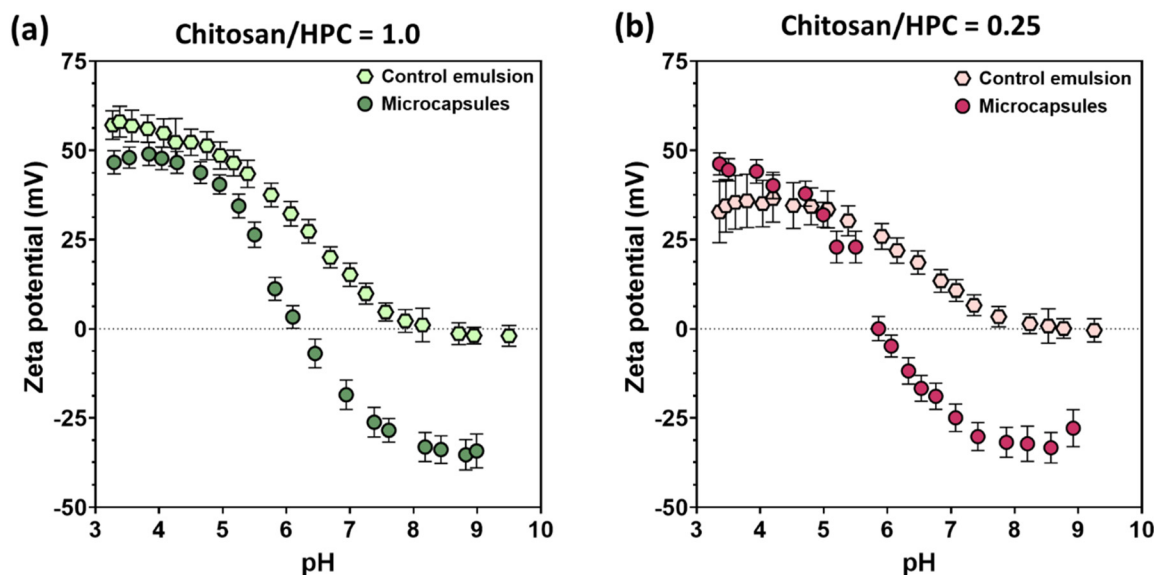 (a)
Chitosan/HPC = 1.0
Control emulsion
Microcapsules
Zeta potential (mV)
75
50
25
0
-25
-50
3 4 5 6 7 8 9 10
pH
(b)
Chitosan/HPC = 0.25
Control emulsion
Microcapsules
Zeta potential (mV)
75
50
25
0
-25
-50
3 4 5 6 7 8 9 10
pH